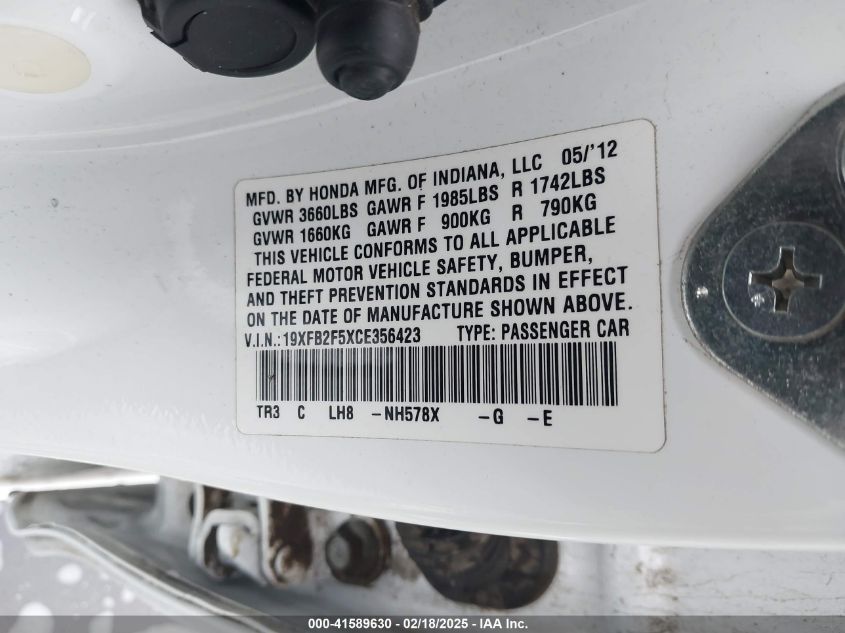 MFD. BY HONDA MFG. OF INDIANA, LLC 05/'12
GVWR 3660LBS GAWR F 1985LBS R 1742LBS
GVWR 1660KG GAWR F 900KG R 790KG
THIS VEHICLE CONFORMS TO ALL APPLICABLE
FEDERAL MOTOR VEHICLE SAFETY, BUMPER,
AND THEFT PREVENTION STANDARDS IN EFFECT
ON THE DATE OF MANUFACTURE SHOWN ABOVE.
V.I.N.:19XFB2F5XCE356423 TYPE: PASSENGER CAR
TR3 C LH8 -NH578X -G -E
000-41589630 - 02/18/2025 - IAA Inc.